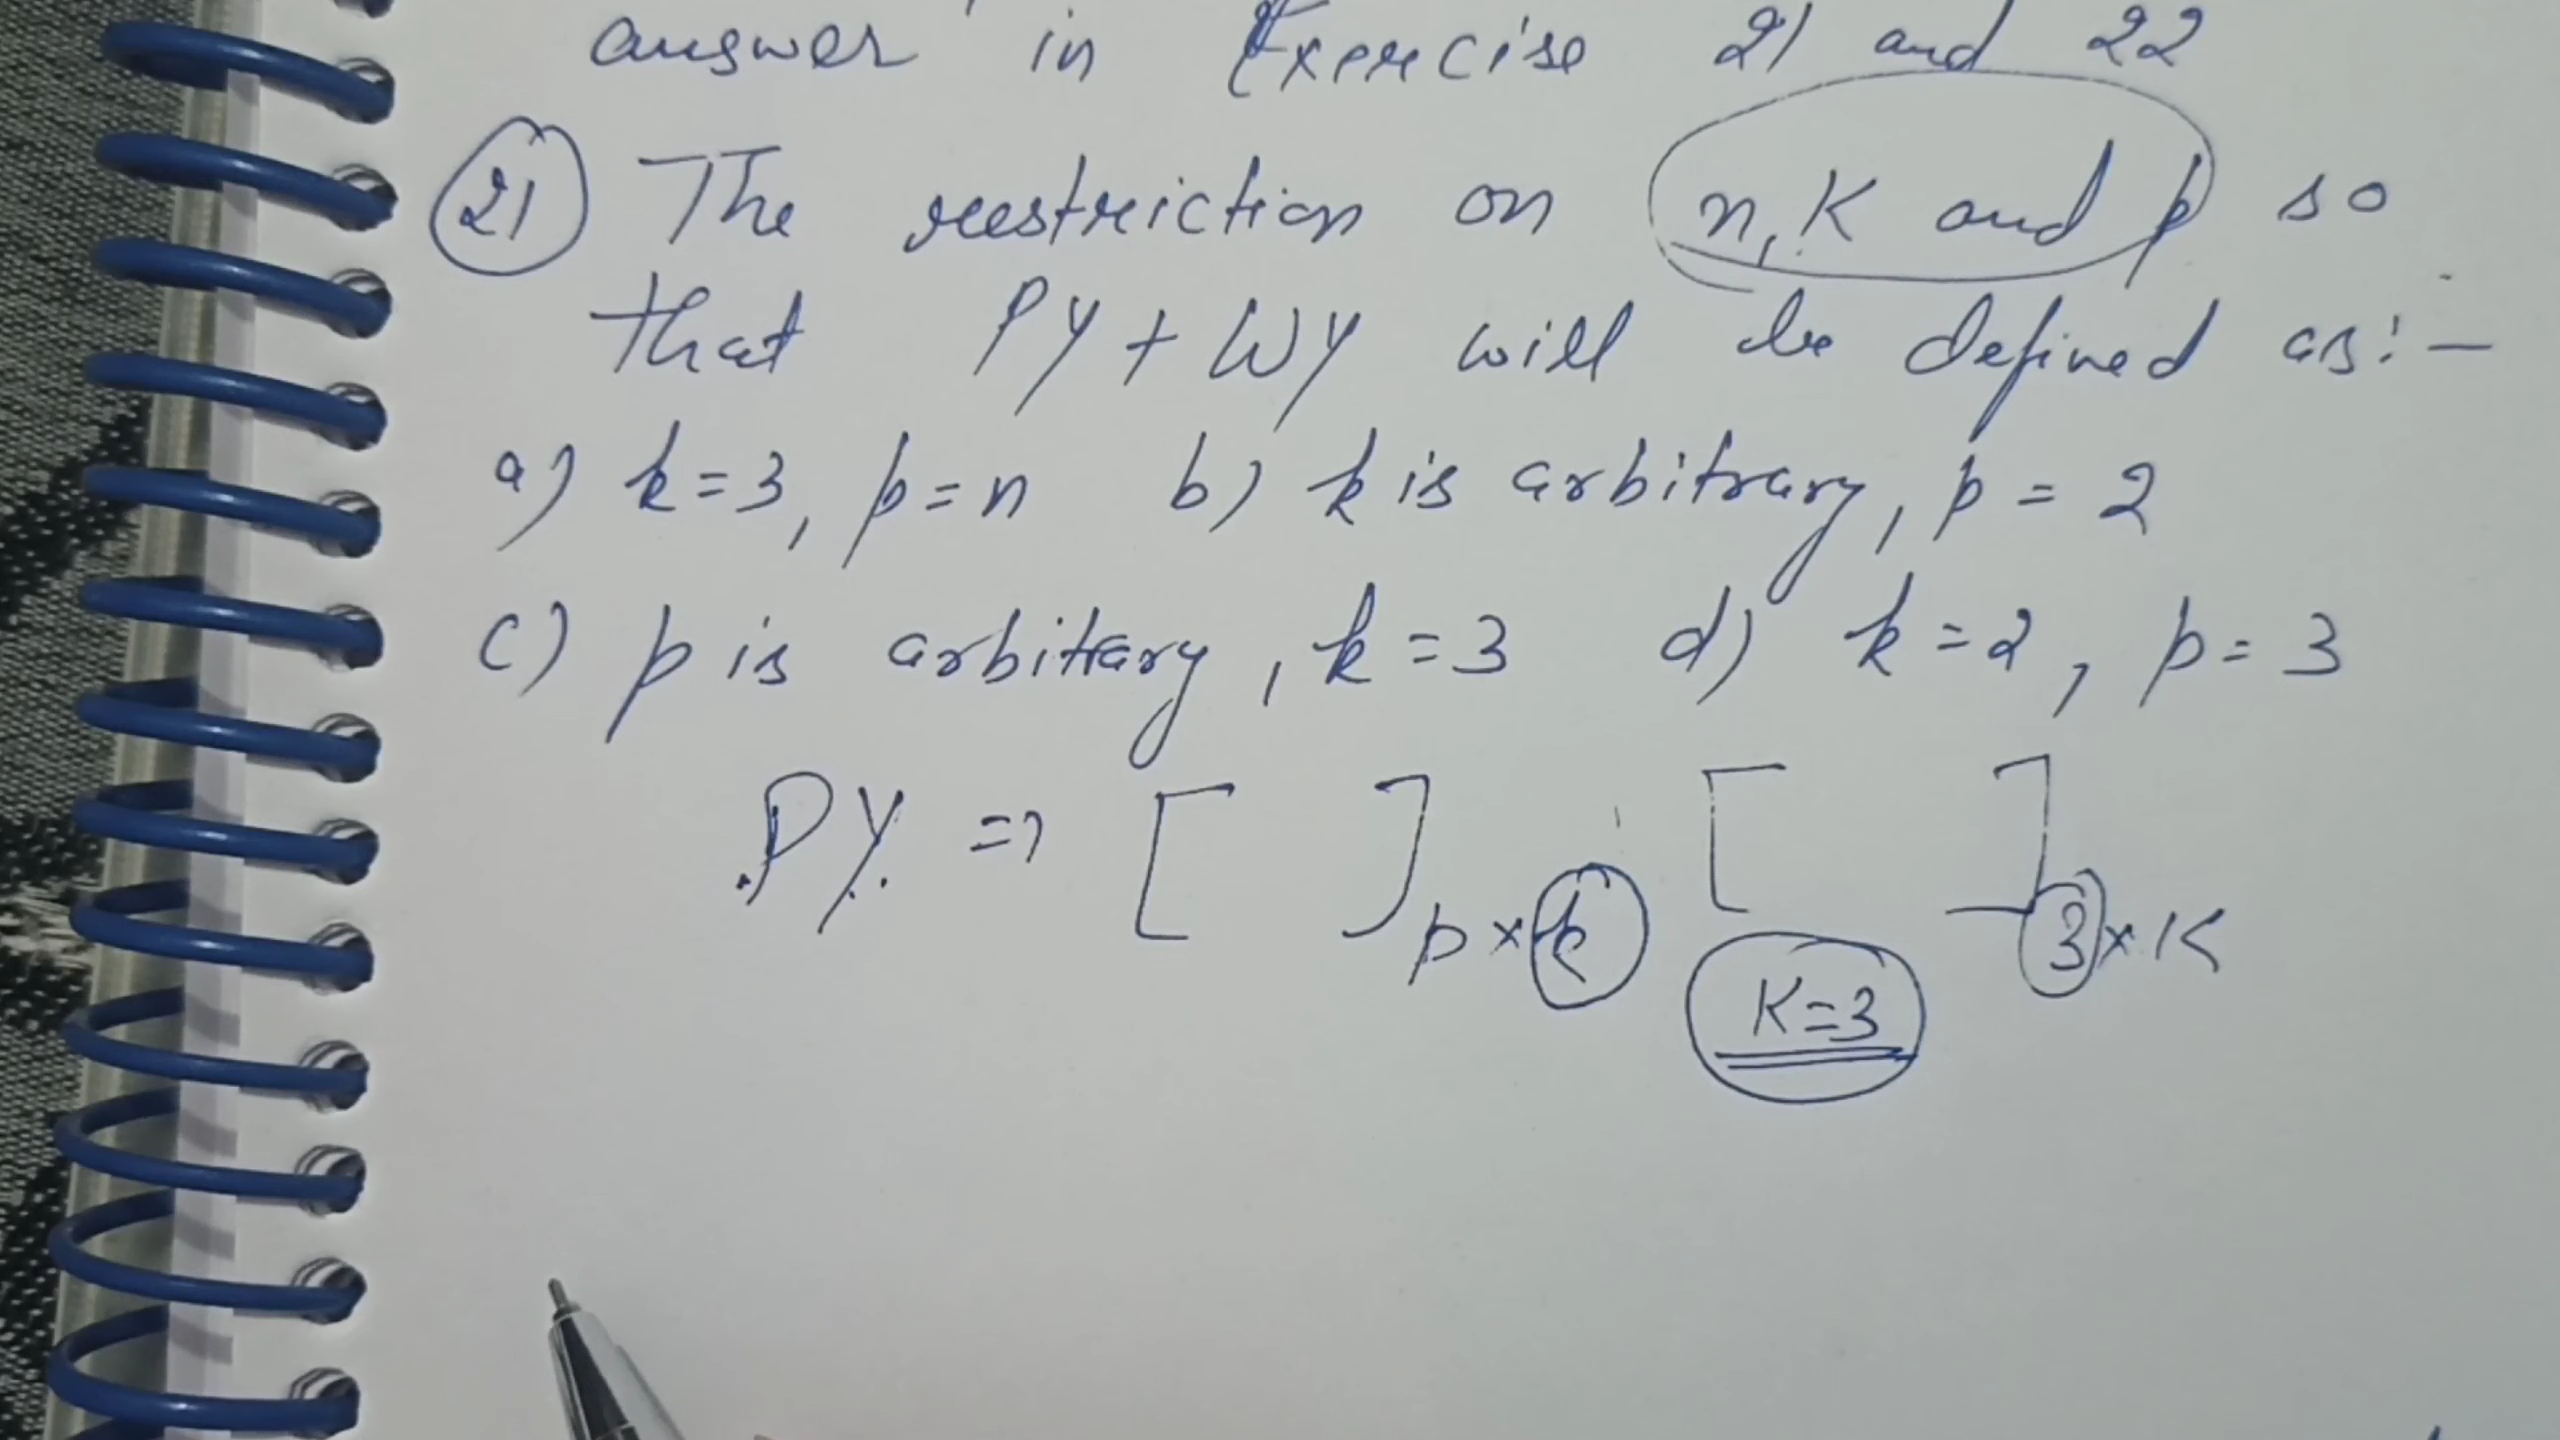 answer in Exercise 21 and 22
21 The restriction on n, K and p so
that PY + WY will be defined as:-
a) k=3, p=n b) k is arbitrary, p = 2
c) p is arbitrary, k = 3 d) k = 2, p = 3
PY => [ ] p × k [ ] 3 × K
K=3